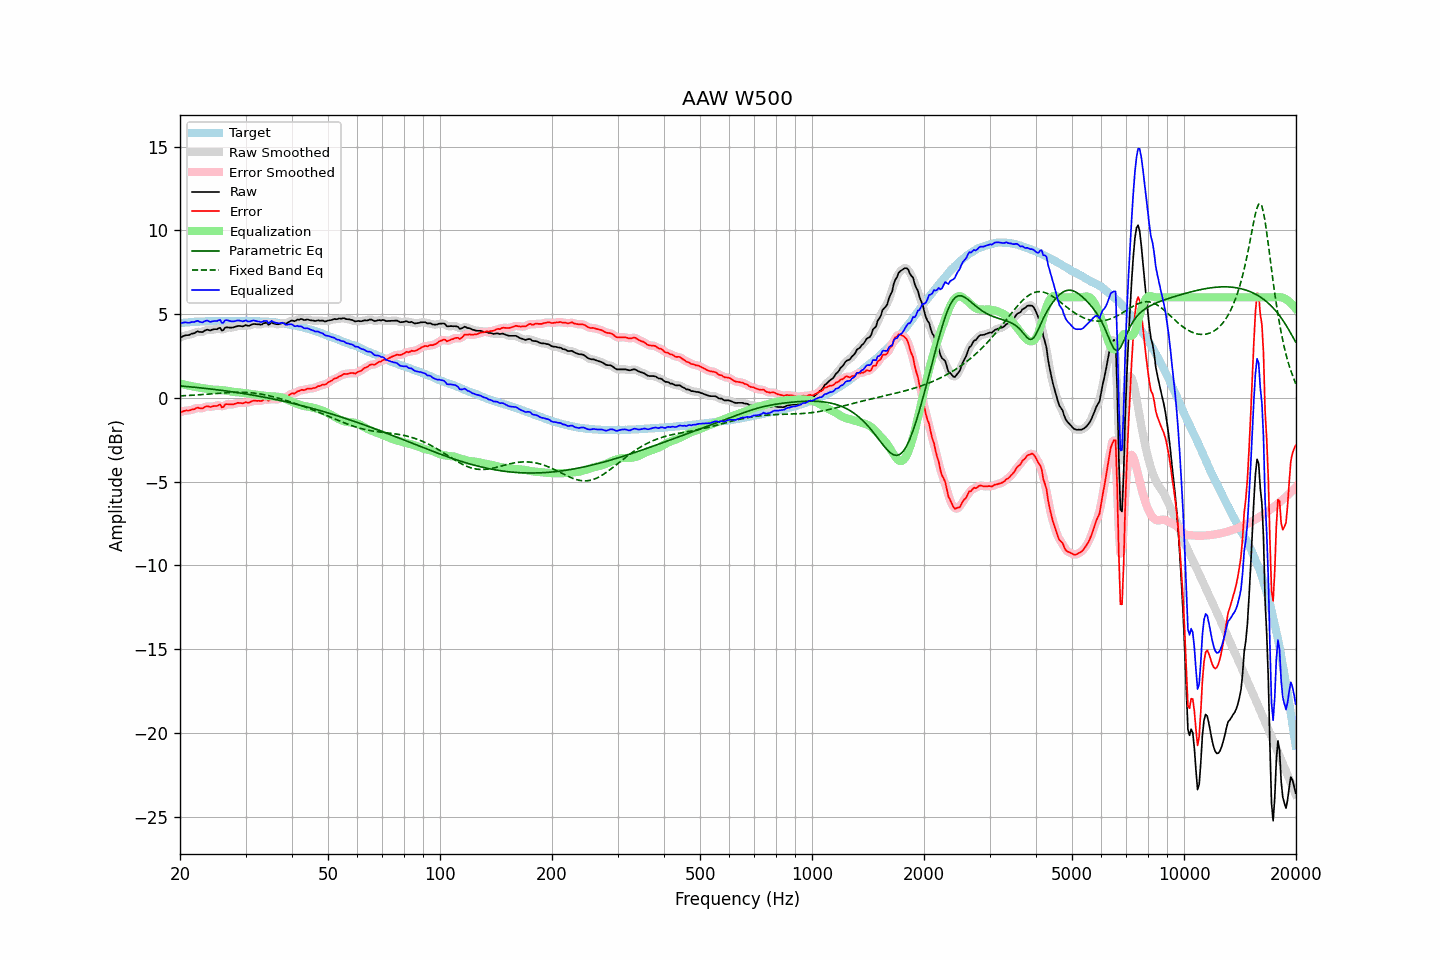 AAW W500
Target
Raw Smoothed
Error Smoothed
Raw
Error
Equalization
Parametric Eq
Fixed Band Eq
Equalized
Amplitude (dBr)
15
10
5
0
−5
−10
−15
−20
−25
20
50
100
200
500
1000
2000
5000
10000
20000
Frequency (Hz)